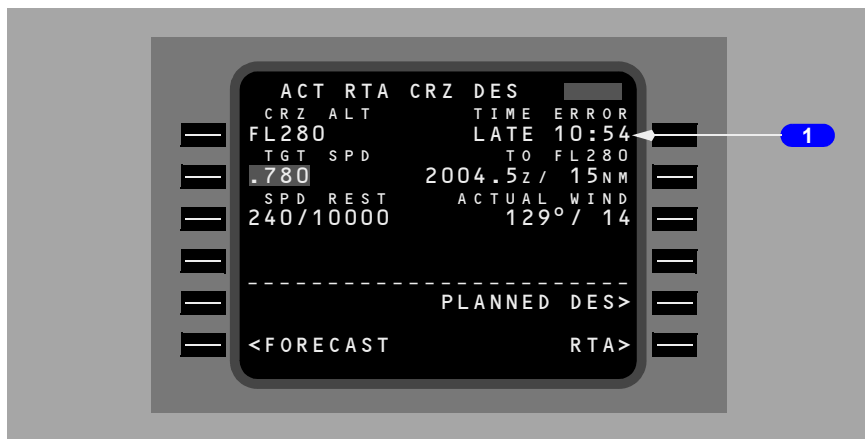 ACT RTA CRZ DES
CRZ ALT TIME ERROR
FL280 LATE 10:54
1
TGT SPD TO FL280
.780 2004.5Z/ 15NM
SPD REST ACTUAL WIND
240/10000 129°/ 14
--------------------------
PLANNED DES>
<FORECAST RTA>